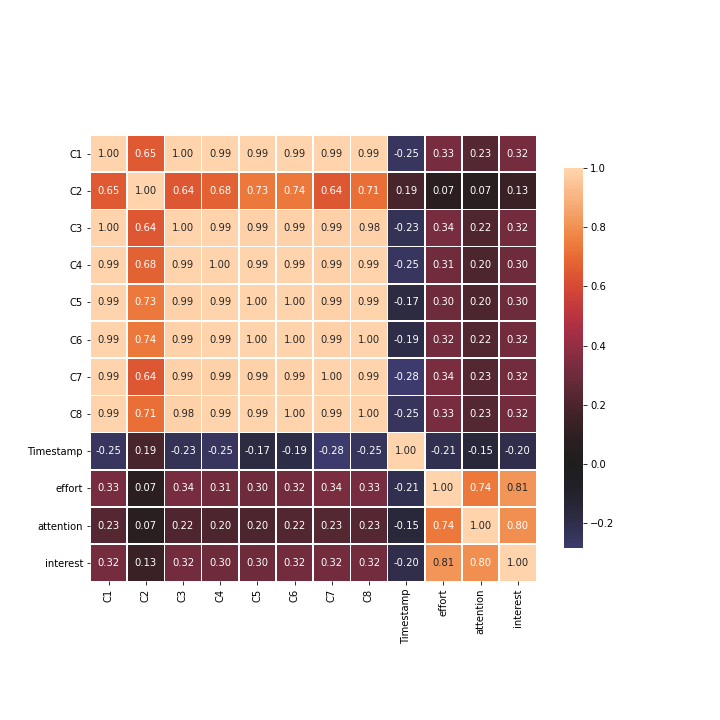 C1 1.00 0.65 1.00 0.99 0.99 0.99 0.99 0.99 -0.25 0.33 0.23 0.32
C2 0.65 1.00 0.64 0.68 0.73 0.74 0.64 0.71 0.19 0.07 0.07 0.13
C3 1.00 0.64 1.00 0.99 0.99 0.99 0.99 0.98 -0.23 0.34 0.22 0.32
C4 0.99 0.68 0.99 1.00 0.99 0.99 0.99 0.99 -0.25 0.31 0.20 0.30
C5 0.99 0.73 0.99 0.99 1.00 1.00 0.99 0.99 -0.17 0.30 0.20 0.30
C6 0.99 0.74 0.99 0.99 1.00 1.00 0.99 1.00 -0.19 0.32 0.22 0.32
C7 0.99 0.64 0.99 0.99 0.99 0.99 1.00 0.99 -0.28 0.34 0.23 0.32
C8 0.99 0.71 0.98 0.99 0.99 1.00 0.99 1.00 -0.25 0.33 0.23 0.32
Timestamp -0.25 0.19 -0.23 -0.25 -0.17 -0.19 -0.28 -0.25 1.00 -0.21 -0.15 -0.20
effort 0.33 0.07 0.34 0.31 0.30 0.32 0.34 0.33 -0.21 1.00 0.74 0.81
attention 0.23 0.07 0.22 0.20 0.20 0.22 0.23 0.23 -0.15 0.74 1.00 0.80
interest 0.32 0.13 0.32 0.30 0.30 0.32 0.32 0.32 -0.20 0.81 0.80 1.00
C1 C2 C3 C4 C5 C6 C7 C8 Timestamp effort attention interest
1.0
0.8
0.6
0.4
0.2
0.0
−0.2